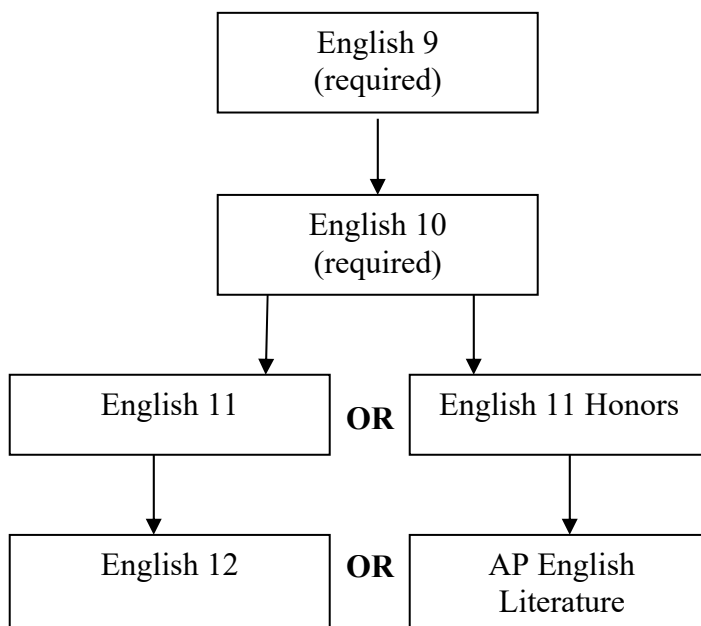 English 9
(required)
English 10
(required)
English 11
OR
English 11 Honors
English 12
OR
AP English
Literature